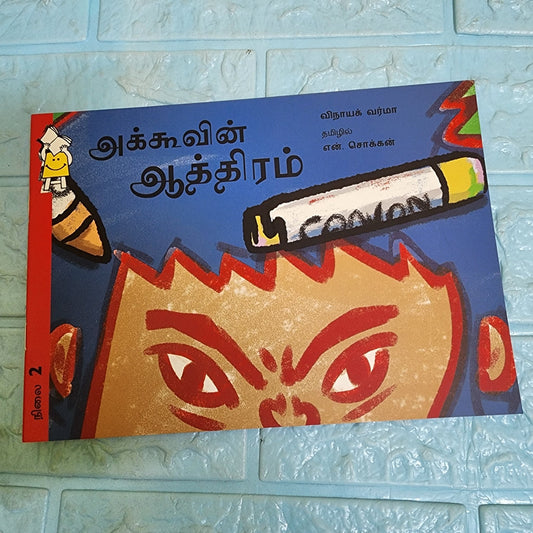 அக்கூவின்
ஆத்திரம்
விநாயக் வர்மா
தமிழில்
என். சொக்கன்
CRAYON
நிலை 2